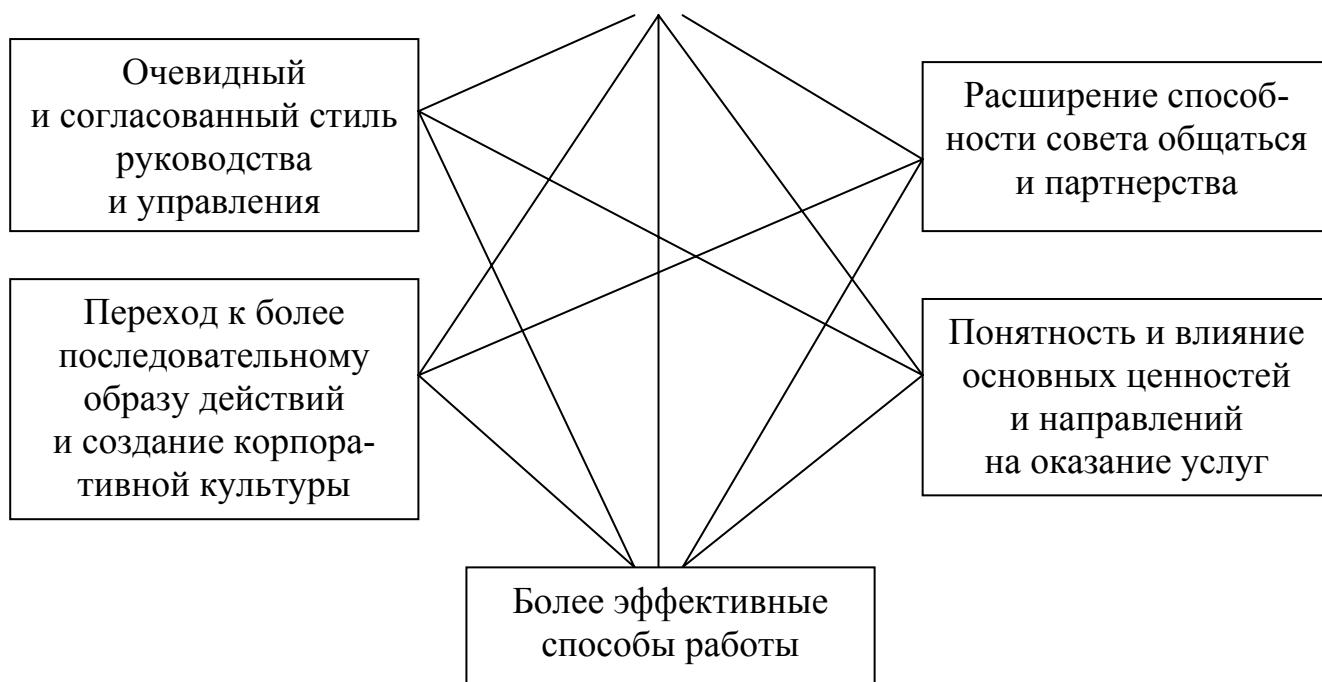 Очевидный
и согласованный стиль
руководства
и управления
Расширение способ-
ности совета общаться
и партнерства
Переход к более
последовательному
образу действий
и создание корпора-
тивной культуры
Понятность и влияние
основных ценностей
и направлений
на оказание услуг
Более эффективные
способы работы